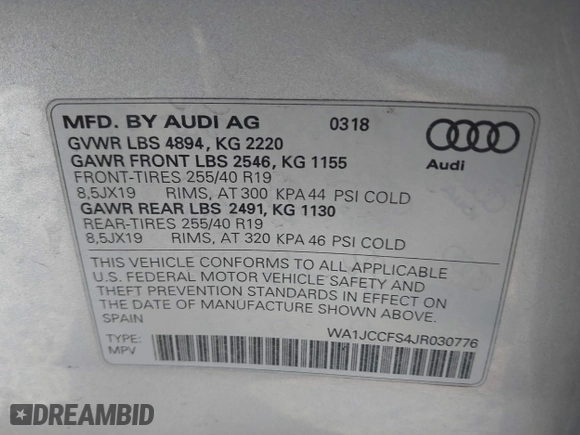 MFD. BY AUDI AG 0318
GVWR LBS 4894, KG 2220
GAWR FRONT LBS 2546, KG 1155 Audi
FRONT-TIRES 255/40 R19
8,5JX19 RIMS, AT 300 KPA 44 PSI COLD
GAWR REAR LBS 2491, KG 1130
REAR-TIRES 255/40 R19
8,5JX19 RIMS, AT 320 KPA 46 PSI COLD
THIS VEHICLE CONFORMS TO ALL APPLICABLE
U.S. FEDERAL MOTOR VEHICLE SAFETY AND
THEFT PREVENTION STANDARDS IN EFFECT ON
THE DATE OF MANUFACTURE SHOWN ABOVE.
SPAIN
WA1JCCFS4JR030776
TYPE:
MPV
DREAMBID